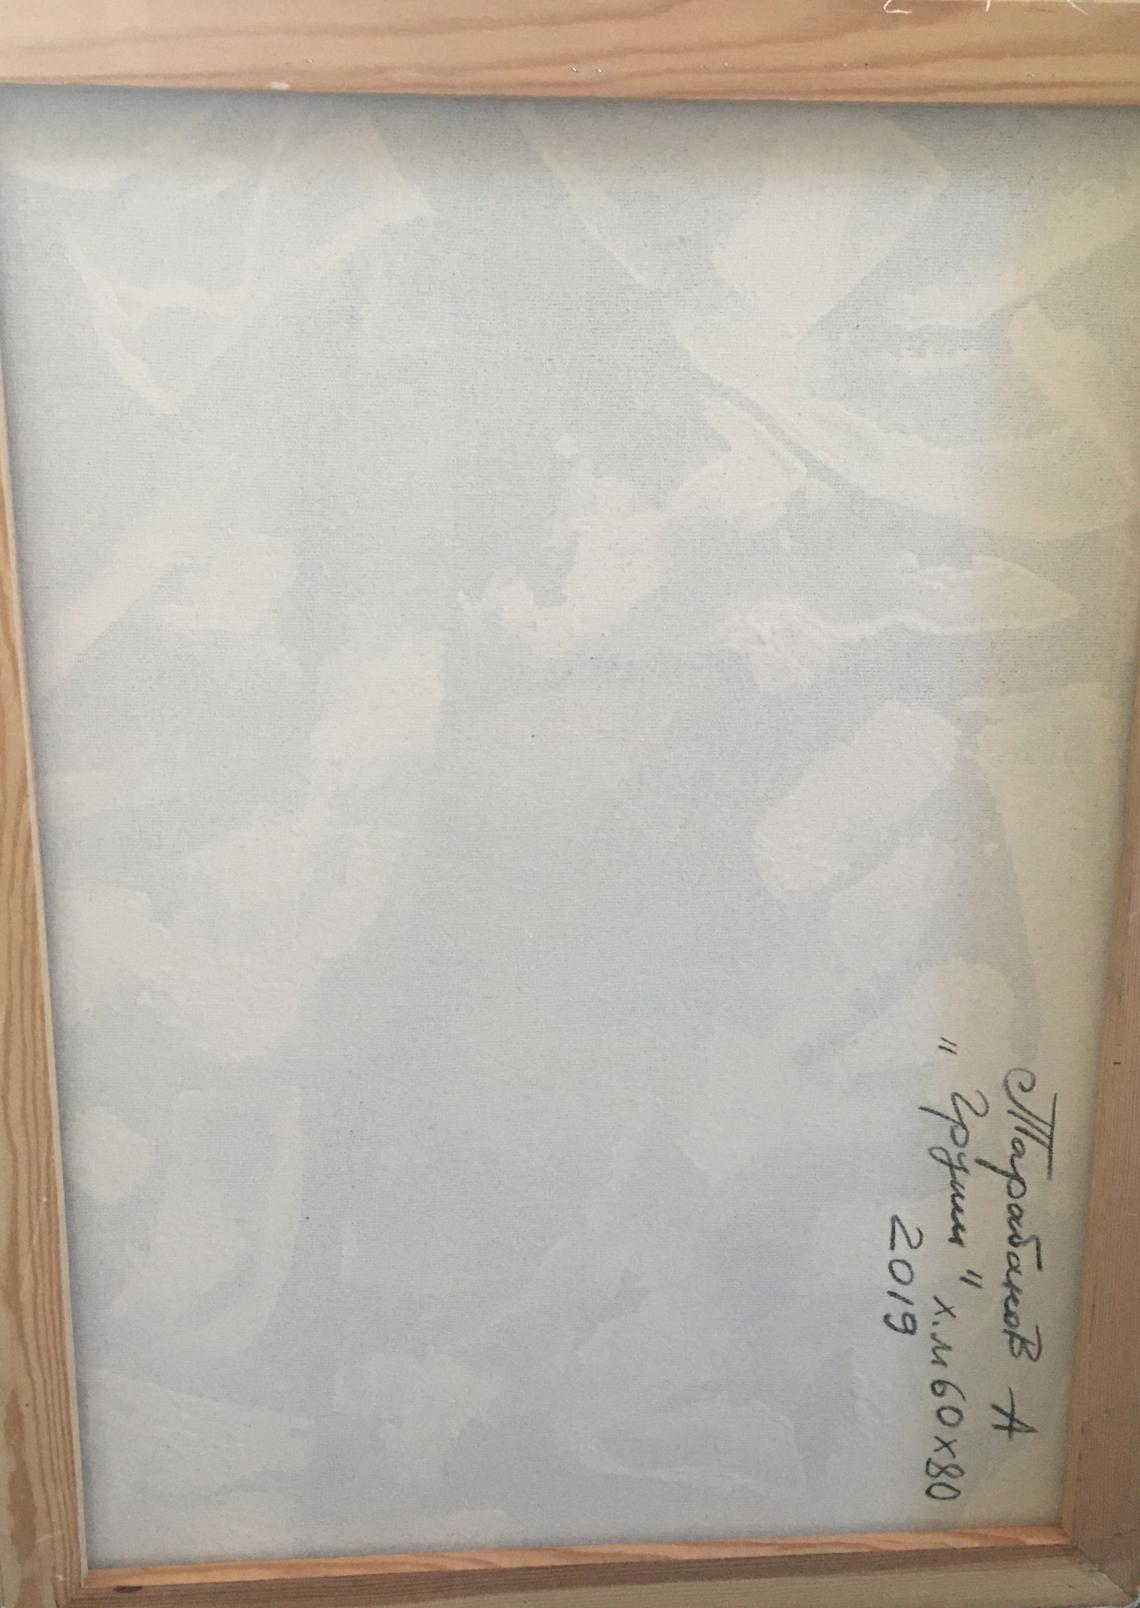 Тарабанов А
"Груши" х.м 60х80
2019